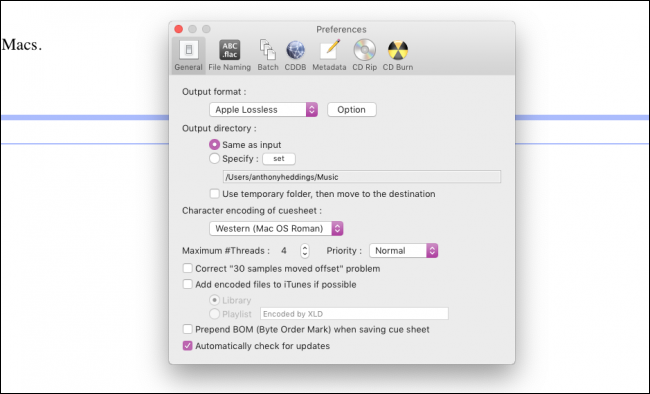 Preferences
Macs.
ABC
.flac
General File Naming Batch CDDB Metadata CD Rip CD Burn
Output format :
Apple Lossless Option
Output directory :
Same as input
Specify : set
/Users/anthonyheddings/Music
Use temporary folder, then move to the destination
Character encoding of cuesheet :
Western (Mac OS Roman)
Maximum #Threads : 4 Priority : Normal
Correct "30 samples moved offset" problem
Add encoded files to iTunes if possible
Library
Playlist Encoded by XLD
Prepend BOM (Byte Order Mark) when saving cue sheet
Automatically check for updates